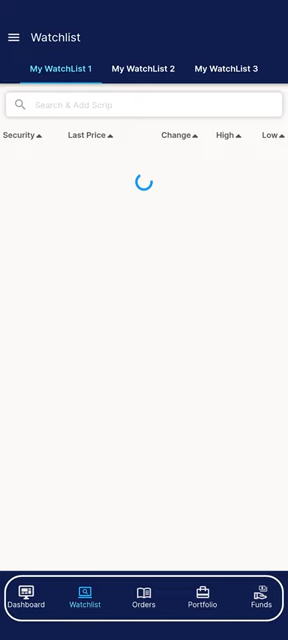 Watchlist
My WatchList 1 My WatchList 2 My WatchList 3
Search & Add Scrip
Security Last Price Change High Low
Dashboard Watchlist Orders Portfolio Funds